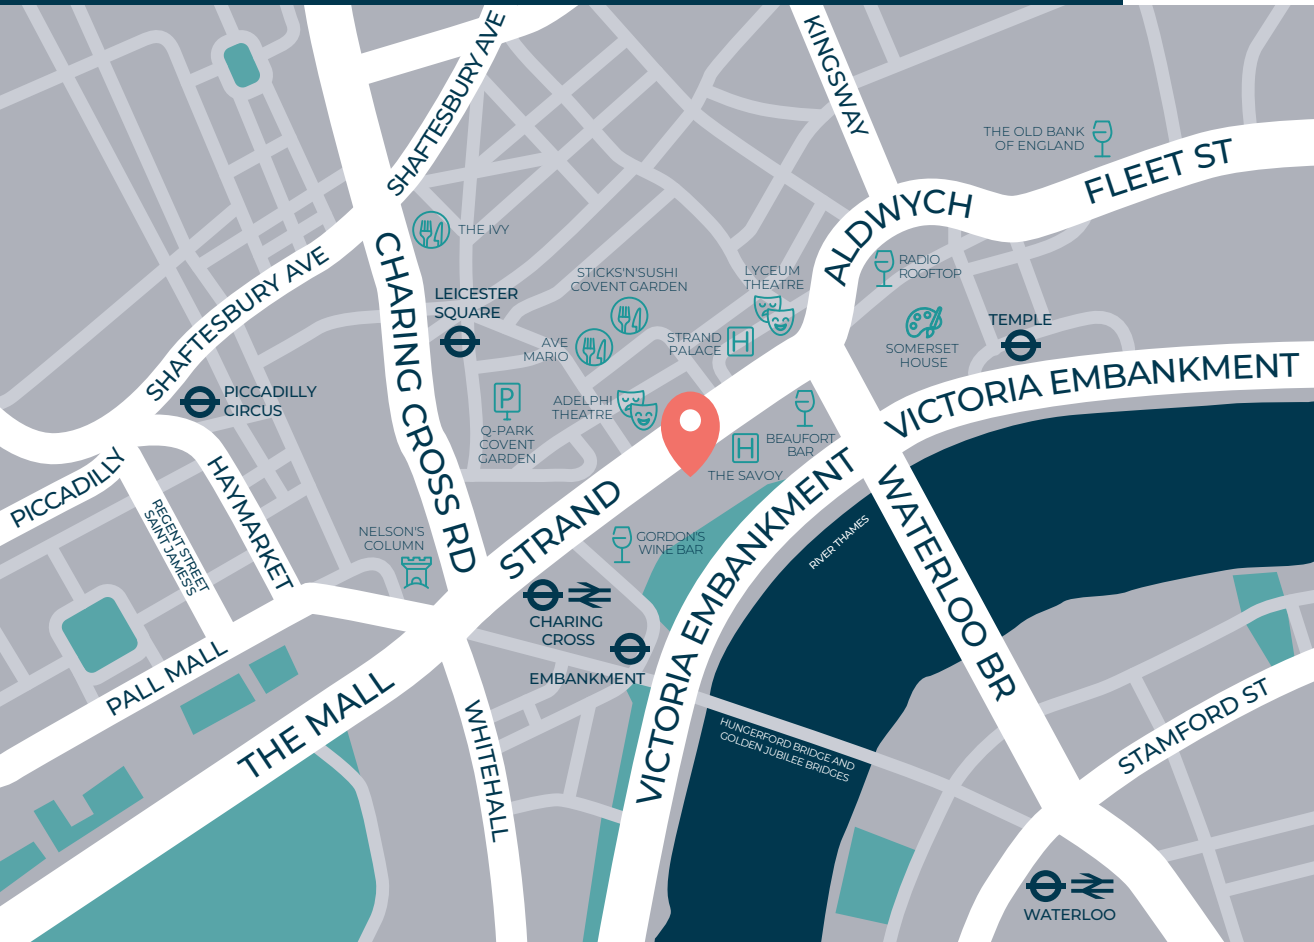 SHAFTESBURY AVE
KINGSWAY
THE OLD BANK
OF ENGLAND
FLEET ST
ALDWYCH
THE IVY
CHARING CROSS RD
SHAFTESBURY AVE
LEICESTER
SQUARE
STICKS'N'SUSHI
COVENT GARDEN
LYCEUM
THEATRE
RADIO
ROOFTOP
AVE
MARIO
STRAND
PALACE
H
SOMERSET
HOUSE
TEMPLE
VICTORIA EMBANKMENT
PICCADILLY
CIRCUS
P
Q-PARK
COVENT
GARDEN
ADELPHI
THEATRE
H
THE SAVOY
BEAUFORT
BAR
PICCADILLY
HAYMARKET
REGENT STREET
SAINT JAMES'S
NELSON'S
COLUMN
STRAND
GORDON'S
WINE BAR
RIVER THAMES
WATERLOO BR
CHARING
CROSS
EMBANKMENT
VICTORIA EMBANKMENT
PALL MALL
THE MALL
WHITEHALL
HUNGERFORD BRIDGE AND
GOLDEN JUBILEE BRIDGES
STAMFORD ST
WATERLOO